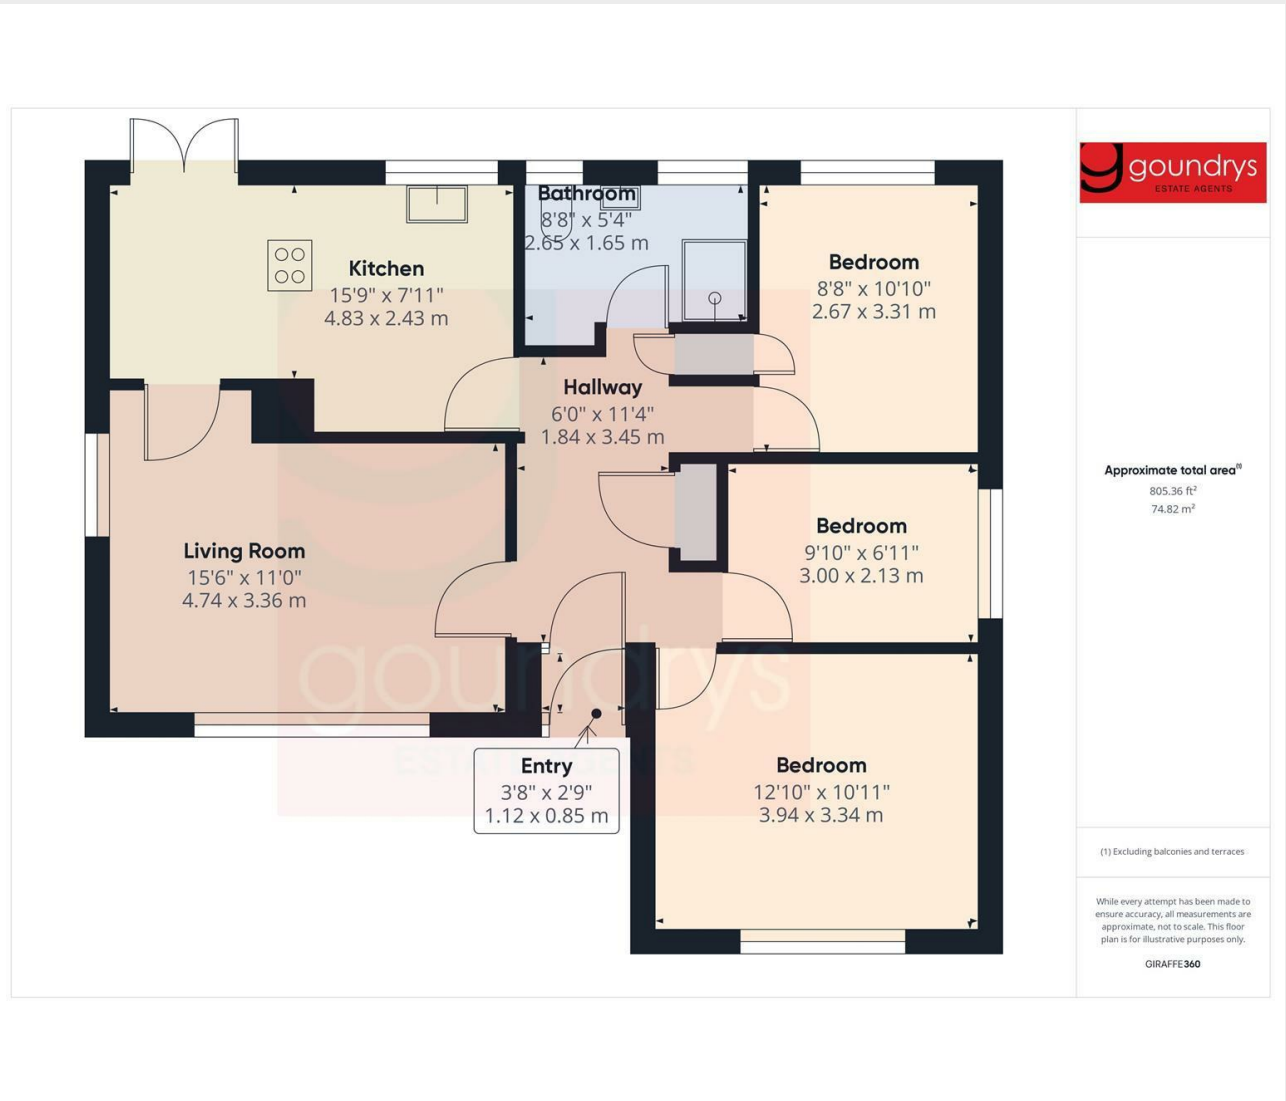 Kitchen
15'9" x 7'11"
4.83 x 2.43 m
Bathroom
8'8" x 5'4"
2.65 x 1.65 m
Bedroom
8'8" x 10'10"
2.67 x 3.31 m
Hallway
6'0" x 11'4"
1.84 x 3.45 m
Living Room
15'6" x 11'0"
4.74 x 3.36 m
Bedroom
9'10" x 6'11"
3.00 x 2.13 m
goundrys
ESTATE AGENTS
Entry
3'8" x 2'9"
1.12 x 0.85 m
Bedroom
12'10" x 10'11"
3.94 x 3.34 m
goundrys
ESTATE AGENTS
Approximate total area(1)
805.36 ft²
74.82 m²
(1) Excluding balconies and terraces
While every attempt has been made to
ensure accuracy, all measurements are
approximate, not to scale. This floor
plan is for illustrative purposes only.
GIRAFFE360